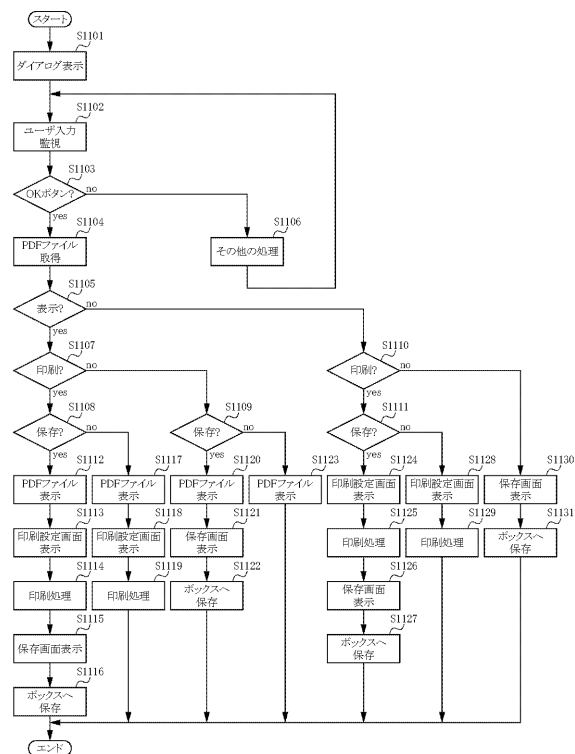 スタート
S1101
ダイアログ表示
S1102
ユーザ入力
監視
S1103
OKボタン?
no
yes
S1104
PDFファイル
取得
S1106
その他の処理
S1105
表示?
no
yes
S1107
印刷?
no
yes
S1110
印刷?
no
yes
S1108
保存?
no
yes
S1109
保存?
no
yes
S1111
保存?
no
yes
S1112
PDFファイル
表示
S1117
PDFファイル
表示
S1120
PDFファイル
表示
S1123
PDFファイル
表示
S1124
印刷設定画面
表示
S1128
印刷設定画面
表示
S1130
保存画面
表示
S1113
印刷設定画面
表示
S1118
印刷設定画面
表示
S1121
保存画面
表示
S1125
印刷処理
S1129
印刷処理
S1131
ボックスへ
保存
S1114
印刷処理
S1119
印刷処理
S1122
ボックスへ
保存
S1126
保存画面
表示
S1115
保存画面表示
S1127
ボックスへ
保存
S1116
ボックスへ
保存
エンド